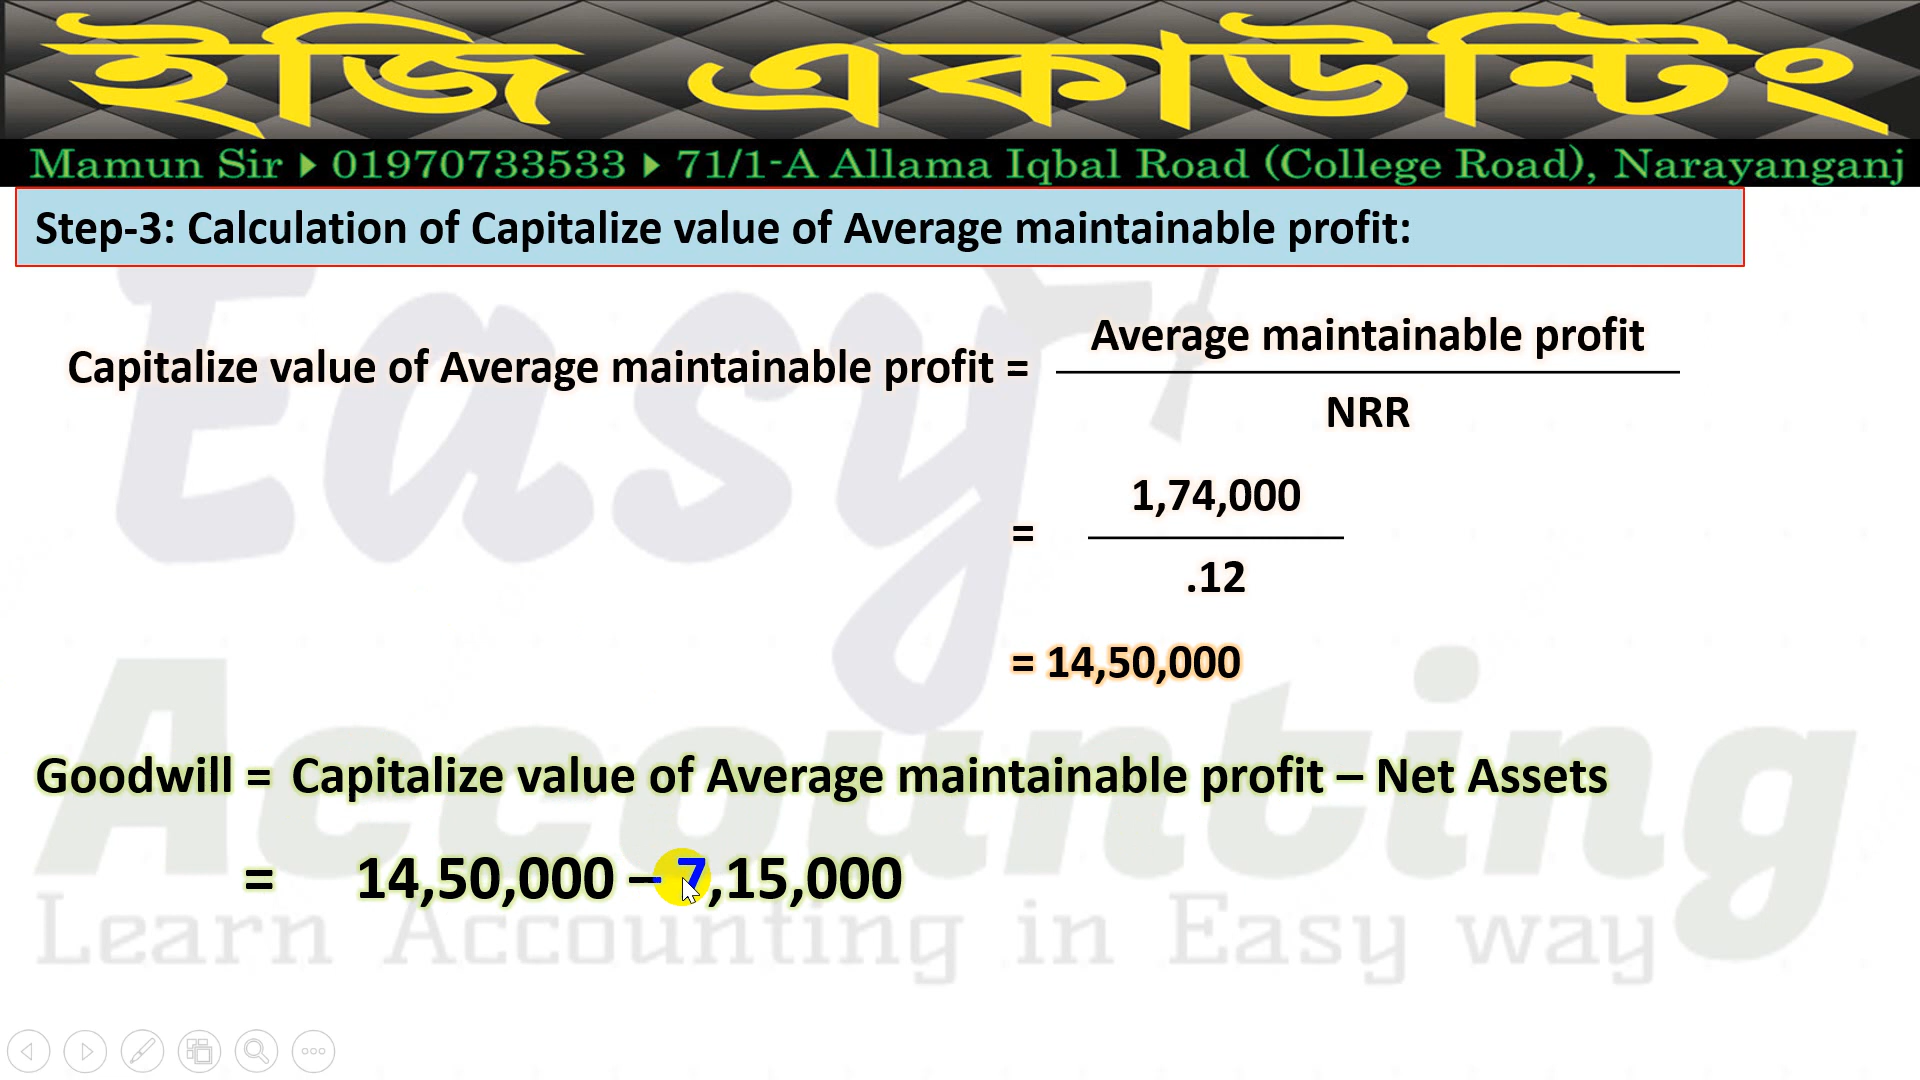 ইজি একাউন্টিং
Mamun Sir ▶ 01970733533 ▶ 71/1-A Allama Iqbal Road (College Road), Narayanganj
Step-3: Calculation of Capitalize value of Average maintainable profit:
Capitalize value of Average maintainable profit =
Average maintainable profit
NRR
=
1,74,000
.12
= 14,50,000
Goodwill = Capitalize value of Average maintainable profit – Net Assets
= 14,50,000 – 7,15,000
Easy
Accounting
Learn Accounting in Easy way